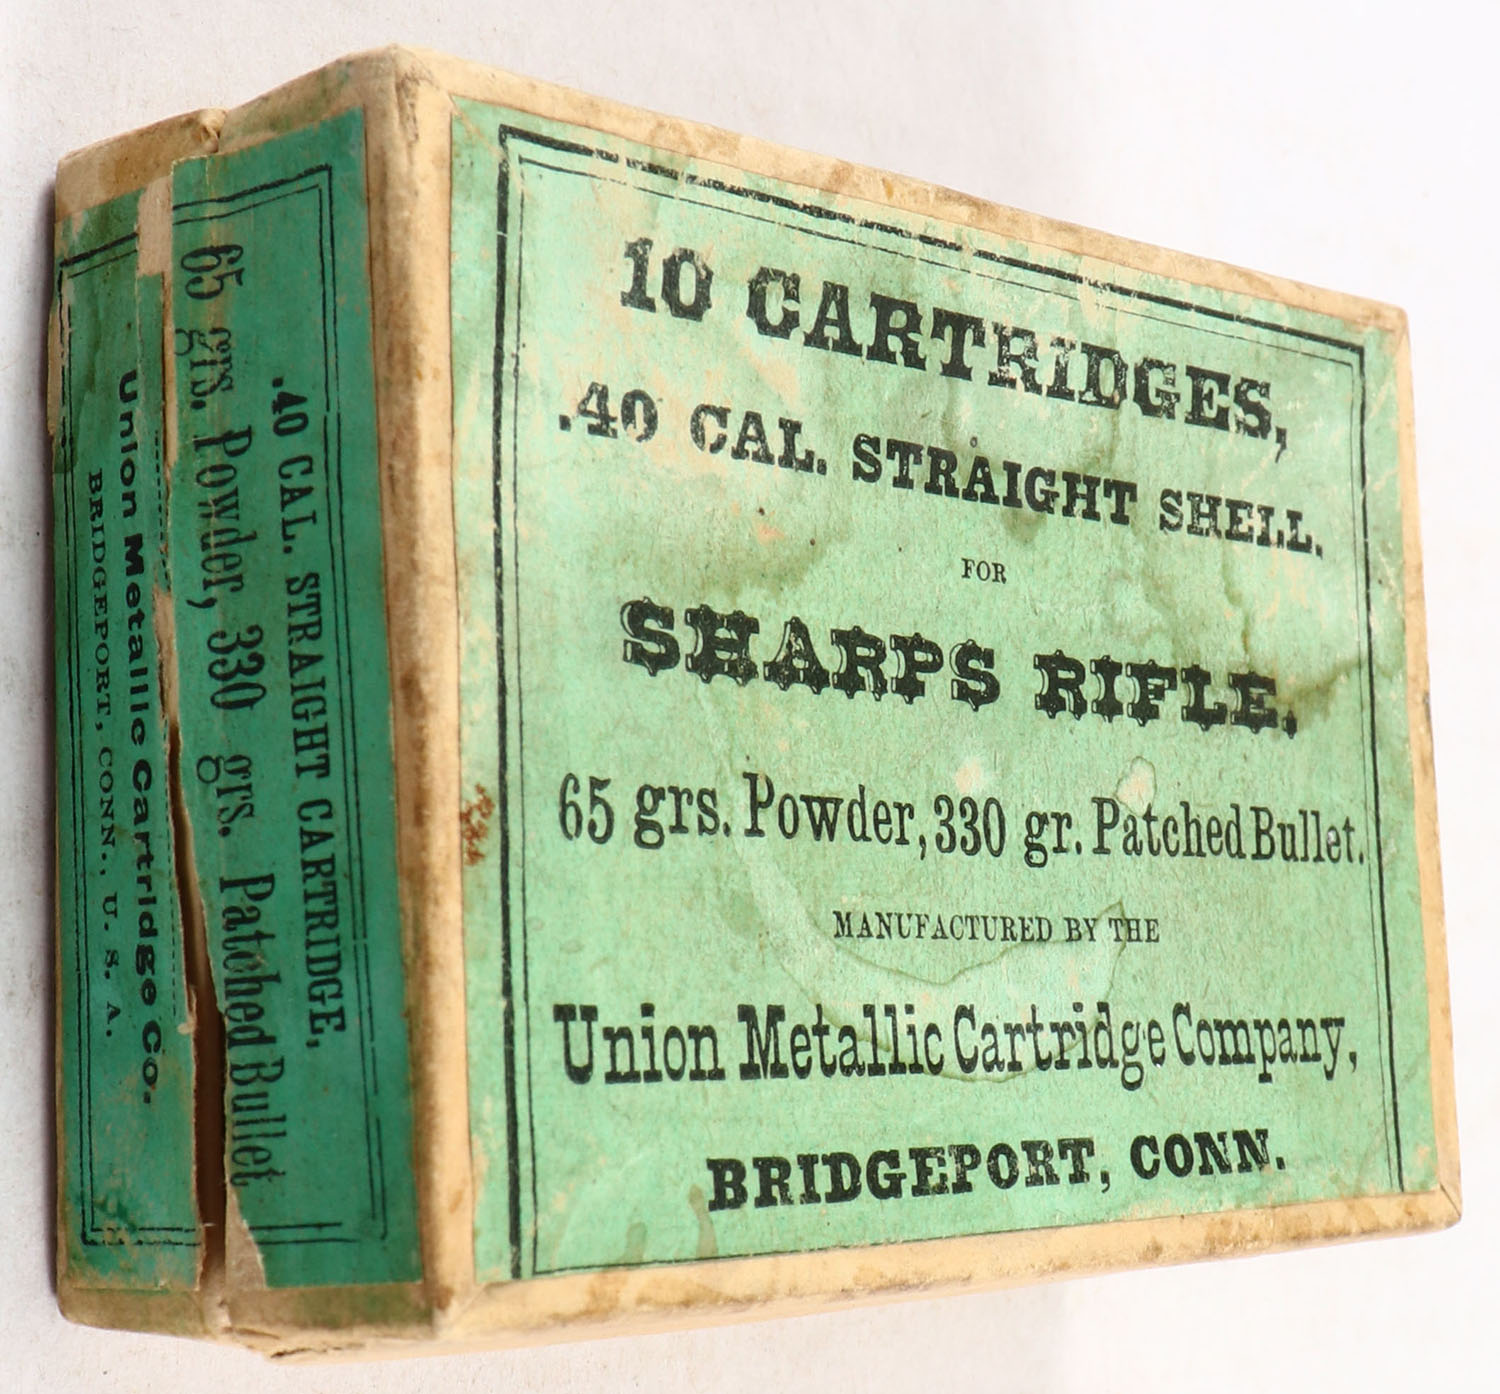 10 CARTRIDGES,
.40 CAL. STRAIGHT SHELL.
FOR
SHARPS RIFLE.
65 grs. Powder, 330 gr. Patched Bullet.
MANUFACTURED BY THE
Union Metallic Cartridge Company,
BRIDGEPORT, CONN.
.40 CAL. STRAIGHT CARTRIDGE,
65 grs. Powder, 330 grs. Patched Bullet
Union Metallic Cartridge Co.
BRIDGEPORT, CONN., U. S. A.